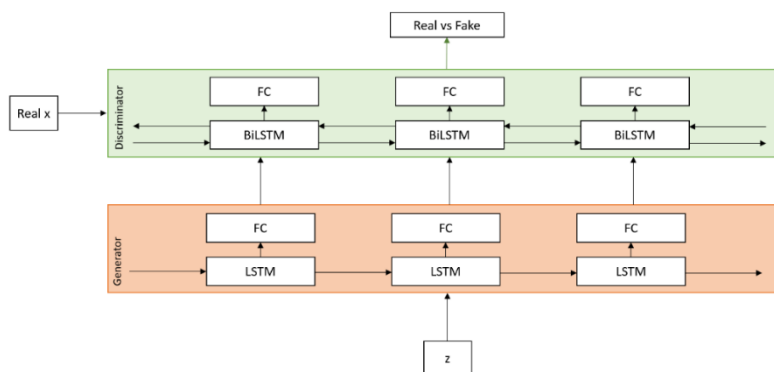 Real vs Fake
Real x
Discriminator
FC
FC
FC
BiLSTM
BiLSTM
BiLSTM
Generator
FC
FC
FC
LSTM
LSTM
LSTM
z